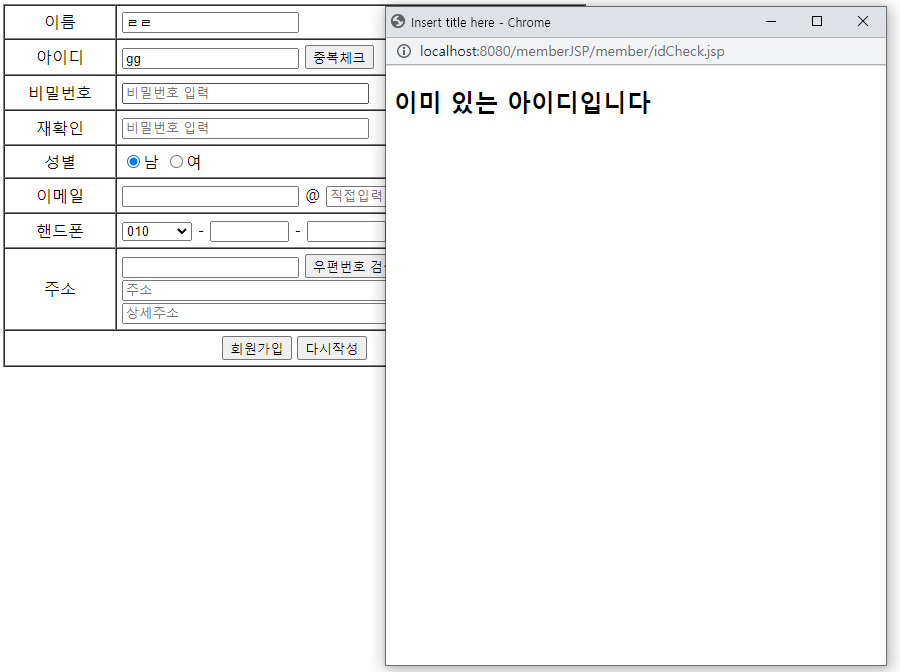 이름 ㄹㄹ
아이디 gg 중복체크
비밀번호 비밀번호 입력
재확인 비밀번호 입력
성별 남 여
이메일 @ 직접입력
핸드폰 010 - -
우편번호 검
주소 주소
상세주소
회원가입 다시작성
Insert title here - Chrome
localhost:8080/memberJSP/member/idCheck.jsp
이미 있는 아이디입니다